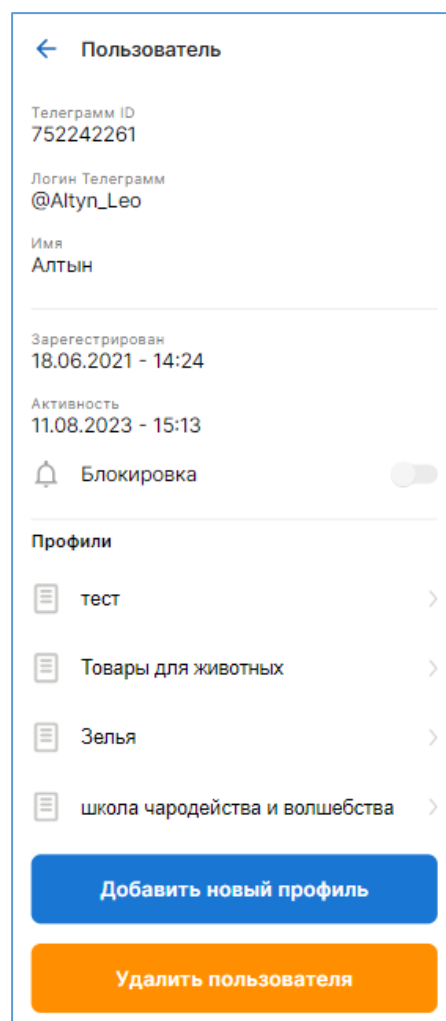 Пользователь
Телеграмм ID
752242261
Логин Телеграмм
@Altyn_Leo
Имя
Алтын
Зарегестрирован
18.06.2021 - 14:24
Активность
11.08.2023 - 15:13
Блокировка
Профили
тест
Товары для животных
Зелья
школа чародейства и волшебства
Добавить новый профиль
Удалить пользователя